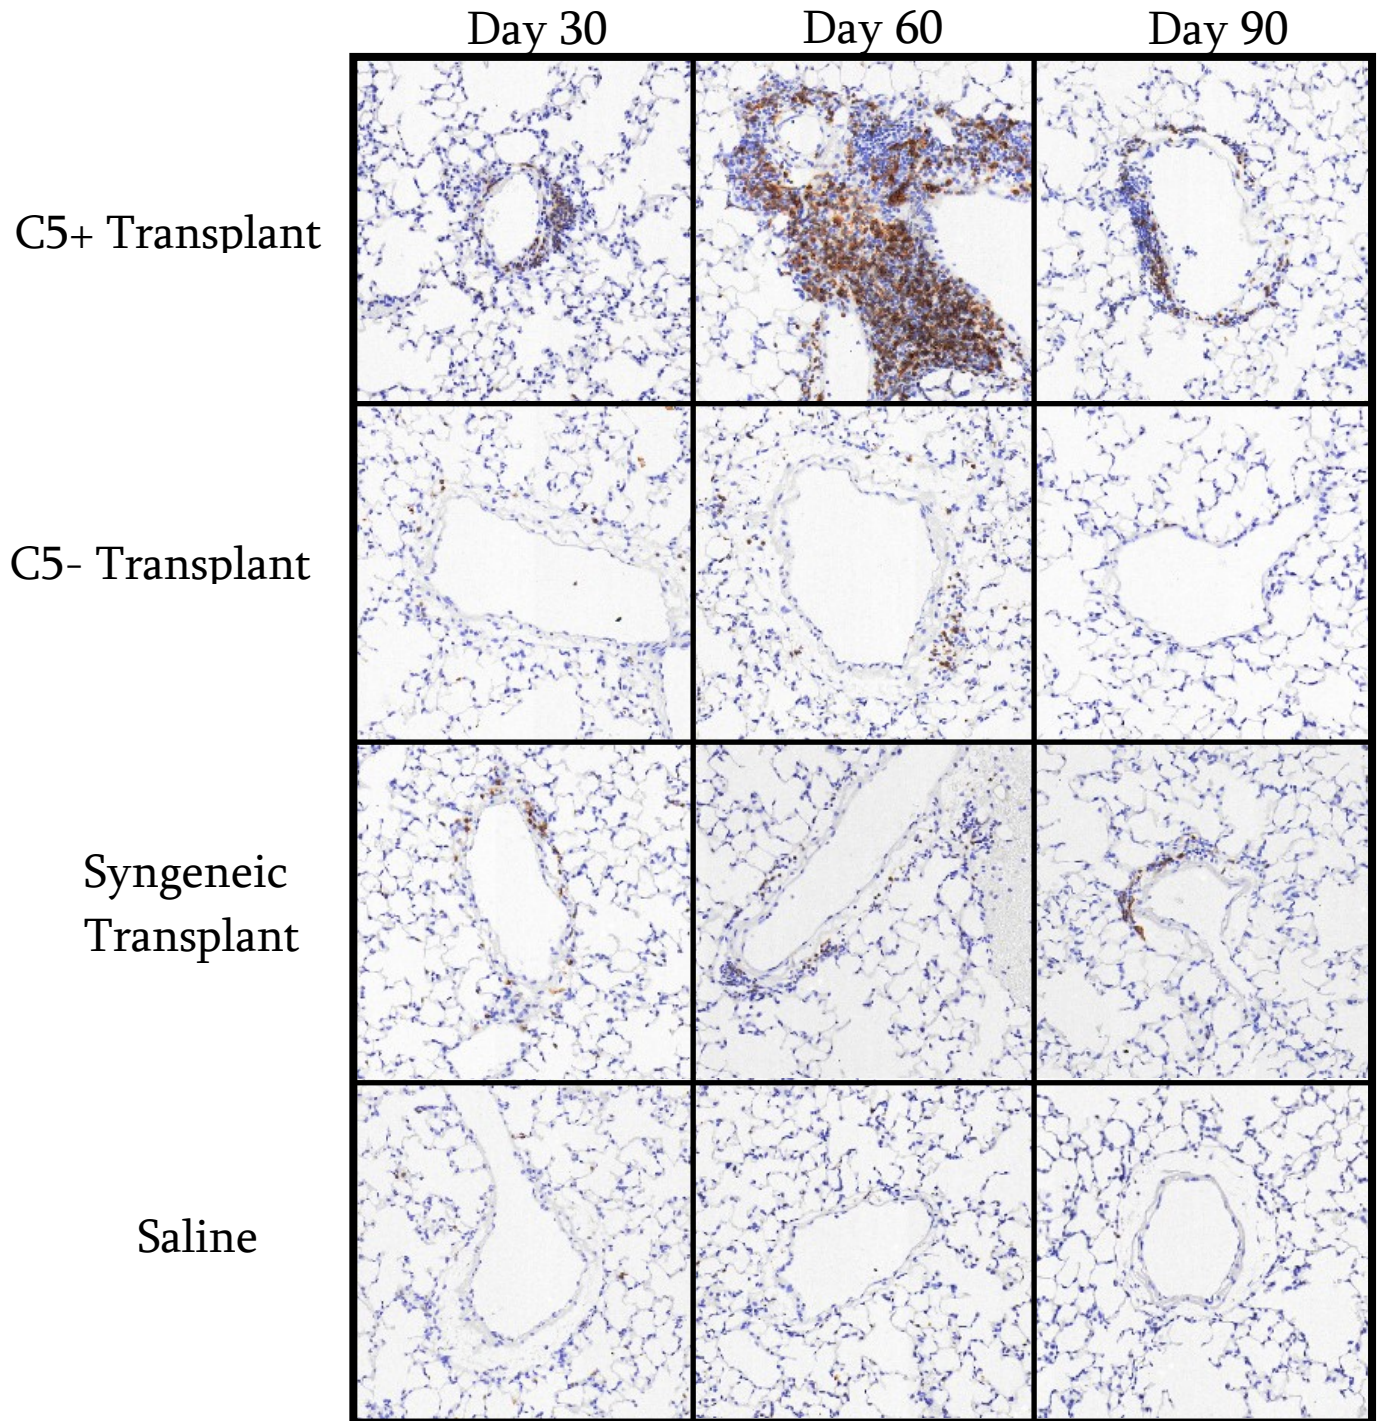 Day 30 Day 60 Day 90
C5+ Transplant
C5- Transplant
Syngeneic
Transplant
Saline